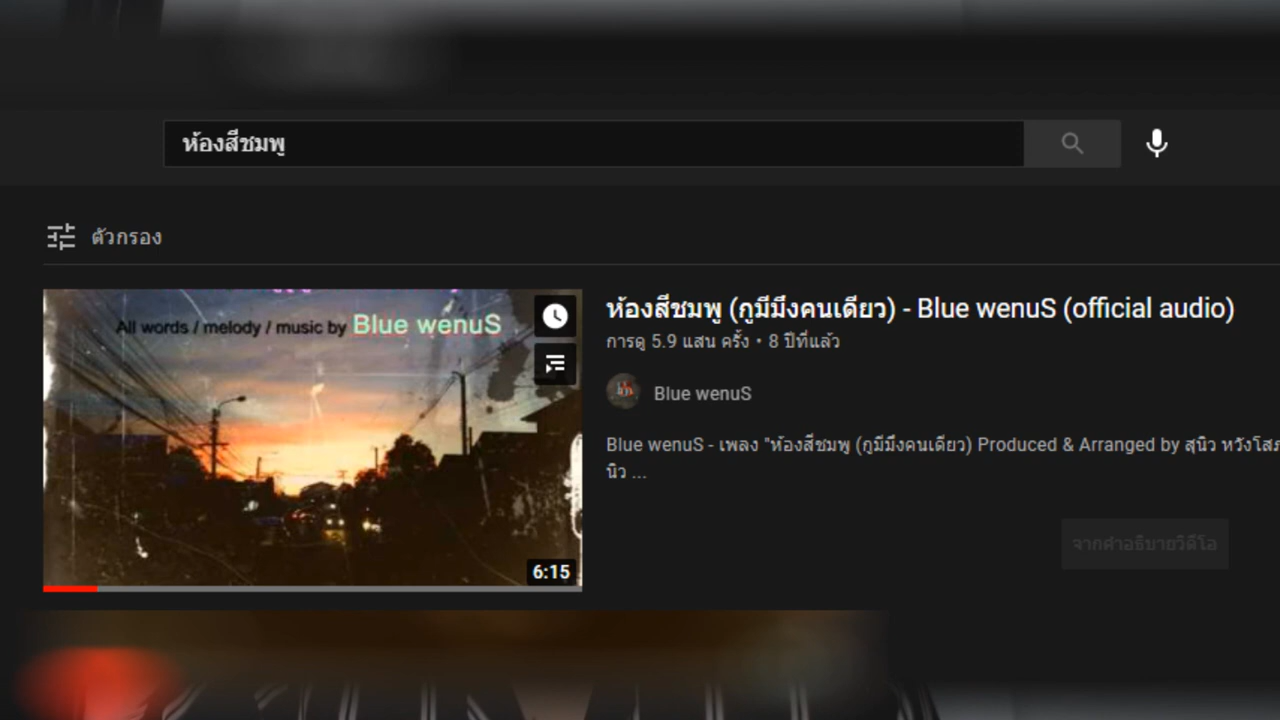 ห้องสีชมพู
ตัวกรอง
All words / melody / music by Blue wenuS
6:15
ห้องสีชมพู (กูมีมึงคนเดียว) - Blue wenuS (official audio)
การดู 5.9 แสน ครั้ง • 8 ปีที่แล้ว
Blue wenuS
Blue wenuS - เพลง "ห้องสีชมพู (กูมีมึงคนเดียว) Produced & Arranged by สุนิว
นิว ...
จากคำอธิบายวิดีโอ